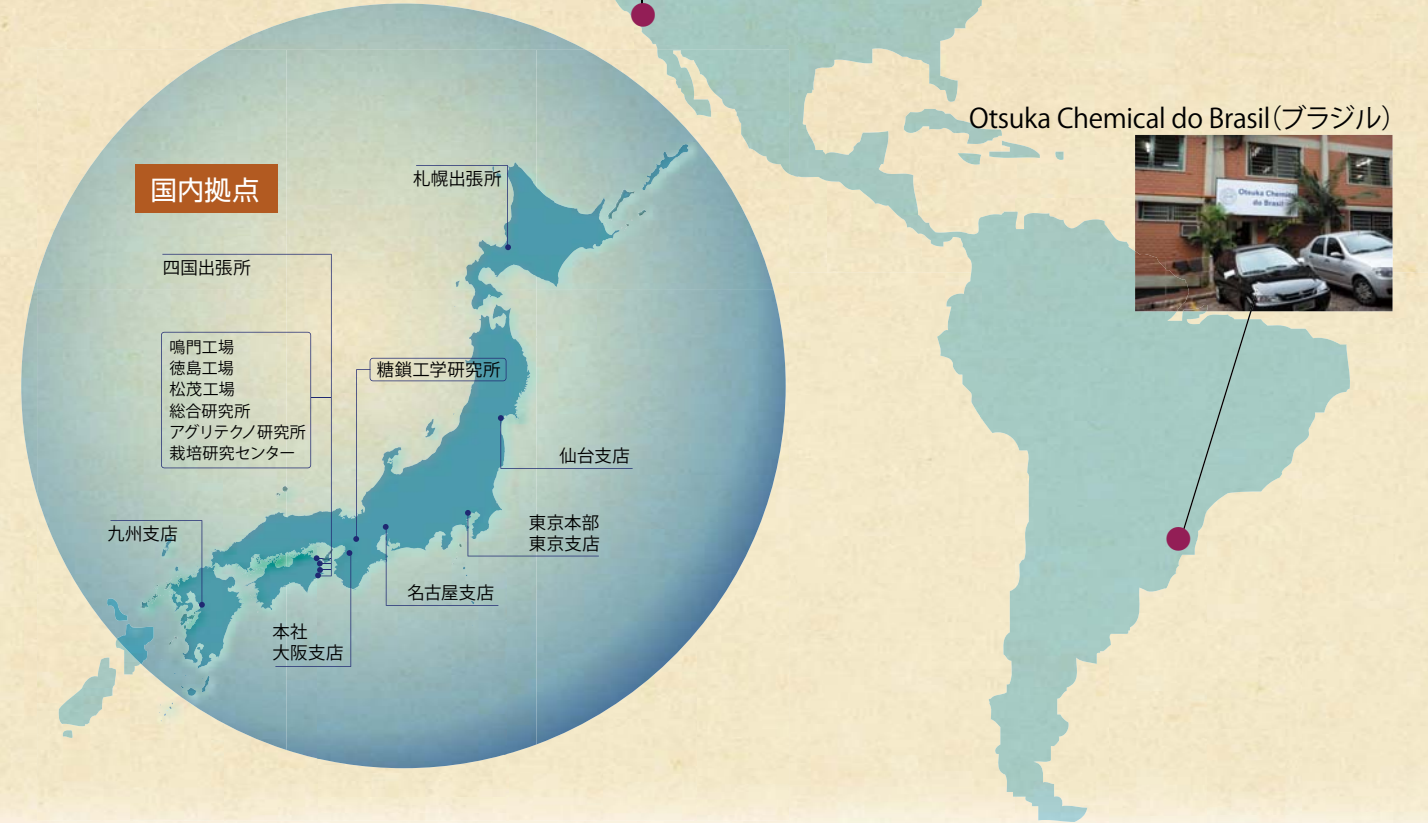 Otsuka Chemical do Brasil（ブラジル）
Otsuka Chemical
do Brasil
国内拠点
札幌出張所
四国出張所
鳴門工場
徳島工場
松茂工場
総合研究所
アグリテクノ研究所
栽培研究センター
糖鎖工学研究所
仙台支店
東京本部
東京支店
九州支店
名古屋支店
本社
大阪支店